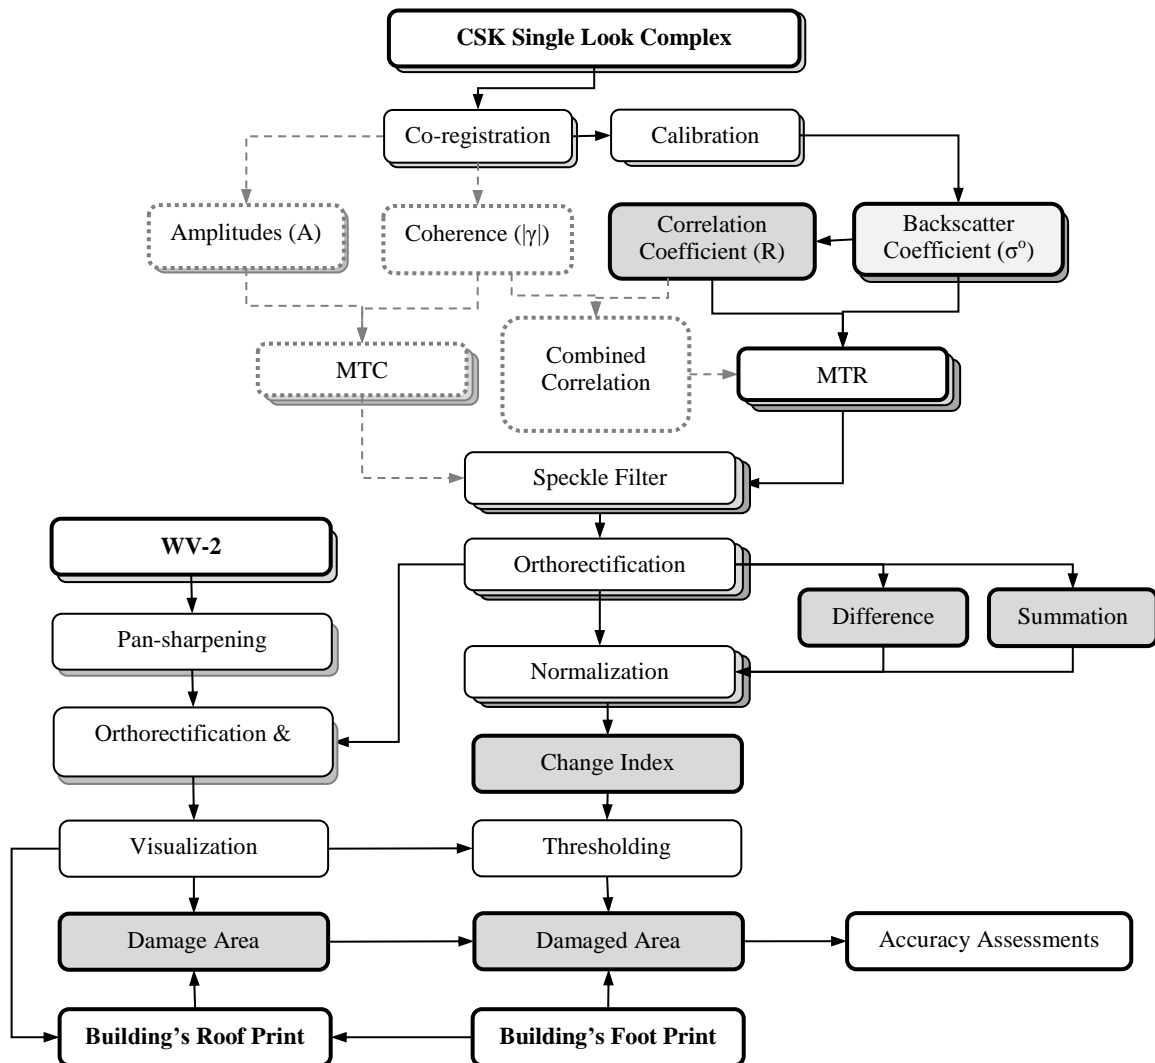 CSK Single Look Complex
Co-registration
Calibration
Amplitudes (A)
Coherence (|γ|)
Correlation
Coefficient (R)
Backscatter
Coefficient (σº)
MTC
Combined
Correlation
MTR
Speckle Filter
WV-2
Orthorectification
Pan-sharpening
Difference
Summation
Normalization
Orthorectification &
Change Index
Visualization
Thresholding
Damage Area
Damaged Area
Accuracy Assessments
Building’s Roof Print
Building’s Foot Print